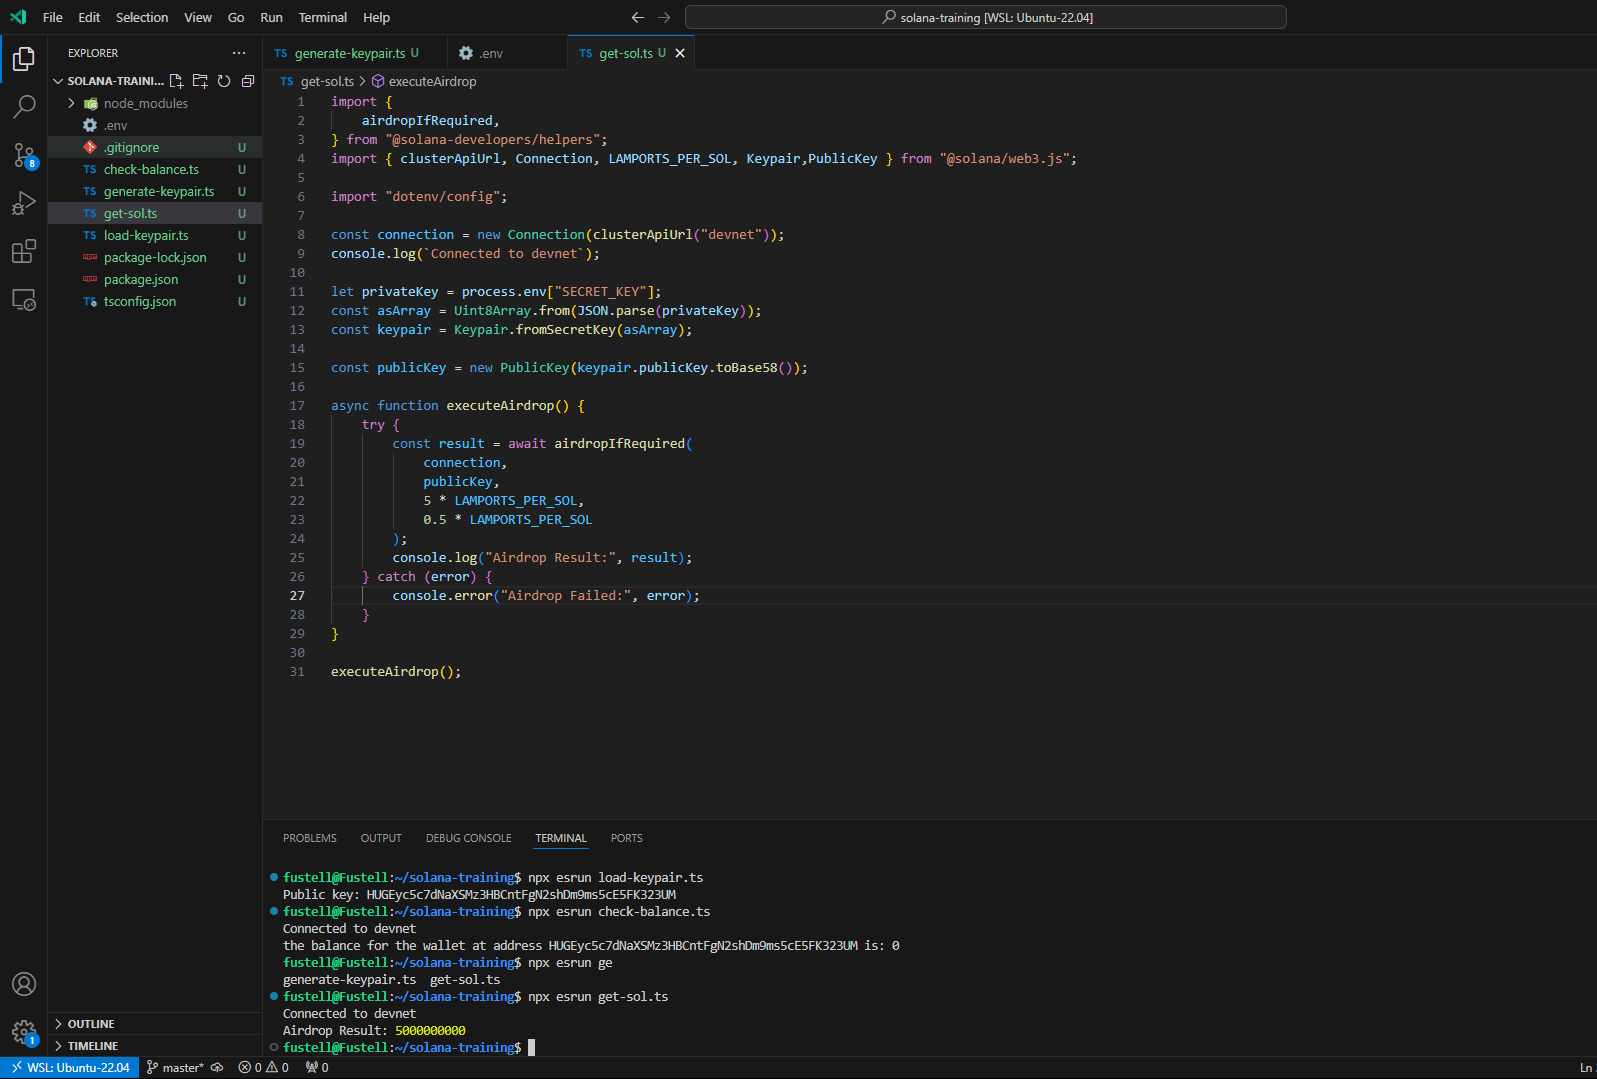 File Edit Selection View Go Run Terminal Help
solana-training [WSL: Ubuntu-22.04]
EXPLORER
SOLANA-TRAINI...
node_modules
.env
.gitignore U
TS check-balance.ts U
TS generate-keypair.ts U
TS get-sol.ts U
TS load-keypair.ts U
package-lock.json U
package.json U
TS tsconfig.json U
OUTLINE
TIMELINE
8
1
TS generate-keypair.ts U .env TS get-sol.ts U
TS get-sol.ts > executeAirdrop
1 import {
2 airdropIfRequired,
3 } from "@solana-developers/helpers";
4 import { clusterApiUrl, Connection, LAMPORTS_PER_SOL, Keypair,PublicKey } from "@solana/web3.js";
5
6 import "dotenv/config";
7
8 const connection = new Connection(clusterApiUrl("devnet"));
9 console.log(`Connected to devnet`);
10
11 let privateKey = process.env["SECRET_KEY"];
12 const asArray = Uint8Array.from(JSON.parse(privateKey));
13 const keypair = Keypair.fromSecretKey(asArray);
14
15 const publicKey = new PublicKey(keypair.publicKey.toBase58());
16
17 async function executeAirdrop() {
18 try {
19 const result = await airdropIfRequired(
20 connection,
21 publicKey,
22 5 * LAMPORTS_PER_SOL,
23 0.5 * LAMPORTS_PER_SOL
24 );
25 console.log("Airdrop Result:", result);
26 } catch (error) {
27 console.error("Airdrop Failed:", error);
28 }
29 }
30
31 executeAirdrop();
PROBLEMS OUTPUT DEBUG CONSOLE TERMINAL PORTS
fustell@Fustell:~/solana-training$ npx esrun load-keypair.ts
Public key: HUGEyc5c7dNaXSMz3HBCntFgN2shDm9ms5cE5FK323UM
fustell@Fustell:~/solana-training$ npx esrun check-balance.ts
Connected to devnet
the balance for the wallet at address HUGEyc5c7dNaXSMz3HBCntFgN2shDm9ms5cE5FK323UM is: 0
fustell@Fustell:~/solana-training$ npx esrun ge
generate-keypair.ts get-sol.ts
fustell@Fustell:~/solana-training$ npx esrun get-sol.ts
Connected to devnet
Airdrop Result: 5000000000
fustell@Fustell:~/solana-training$
WSL: Ubuntu-22.04 master* 0 0 0 Ln